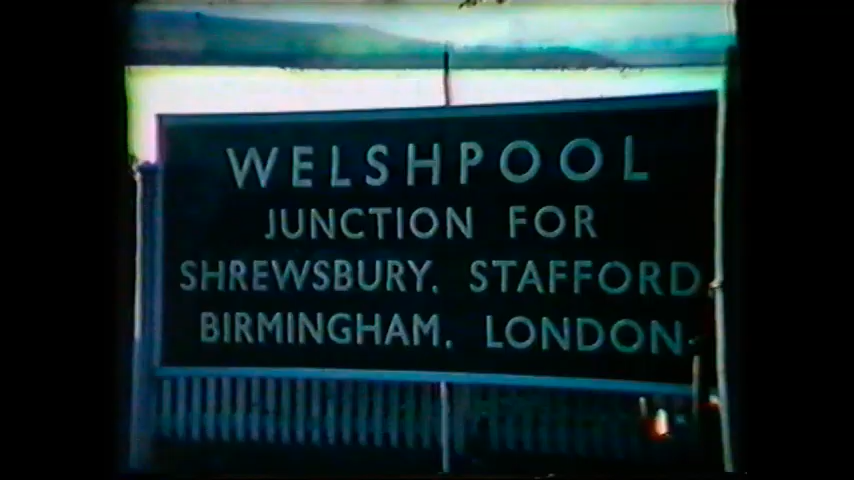 WELSHPOOL
JUNCTION FOR
SHREWSBURY. STAFFORD
BIRMINGHAM. LONDON